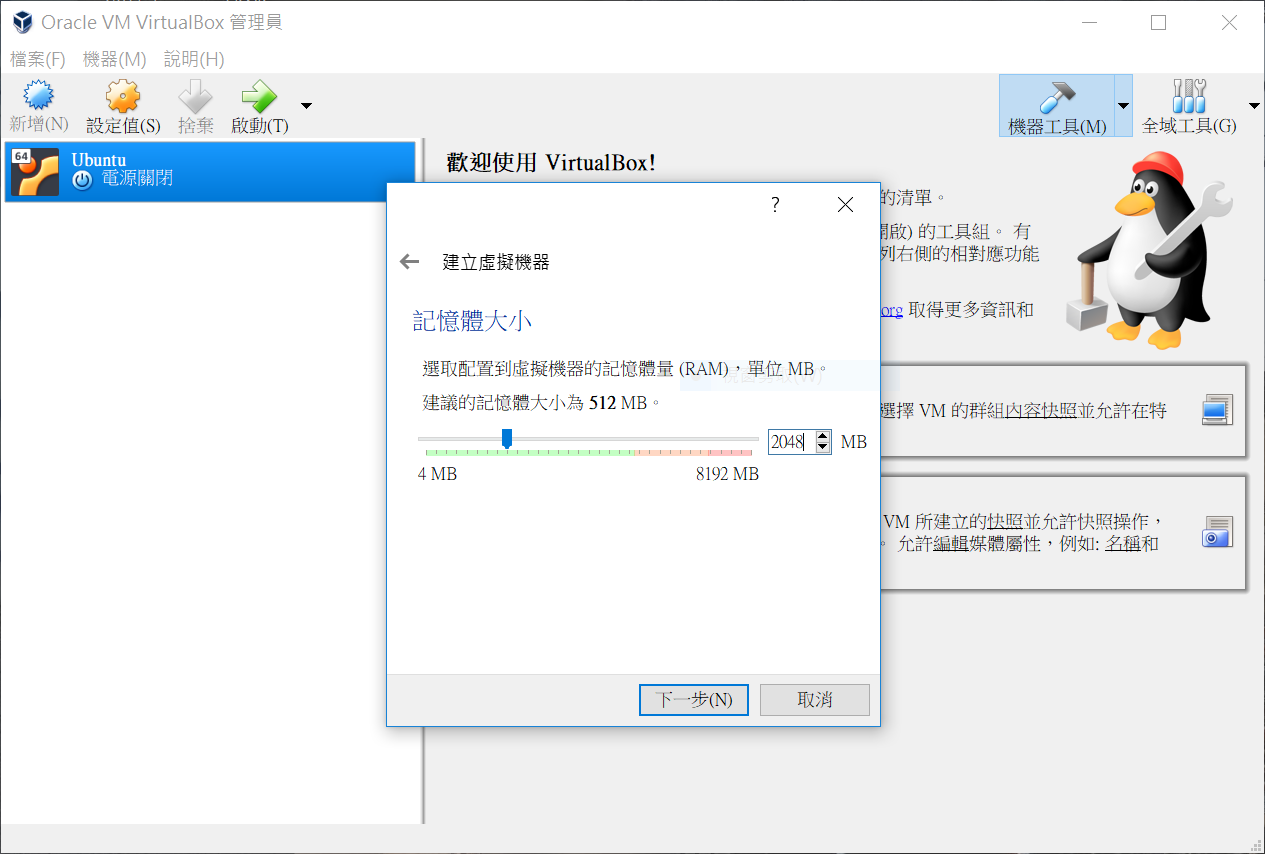 Oracle VM VirtualBox 管理員
檔案(F) 機器(M) 說明(H)
新增(N) 設定值(S) 捨棄 啟動(T) 機器工具(M) 全域工具(G)
64
Ubuntu
電源關閉
歡迎使用 VirtualBox!
的清單。
開啟) 的工具組。 有
列右側的相對應功能
org 取得更多資訊和
選擇 VM 的群組內容快照並允許在特
VM 所建立的快照並允許快照操作，
。 允許編輯媒體屬性，例如: 名稱和
?
建立虛擬機器
記憶體大小
選取配置到虛擬機器的記憶體量 (RAM)，單位 MB。
建議的記憶體大小為 512 MB。
2048 MB
4 MB 8192 MB
下一步(N) 取消